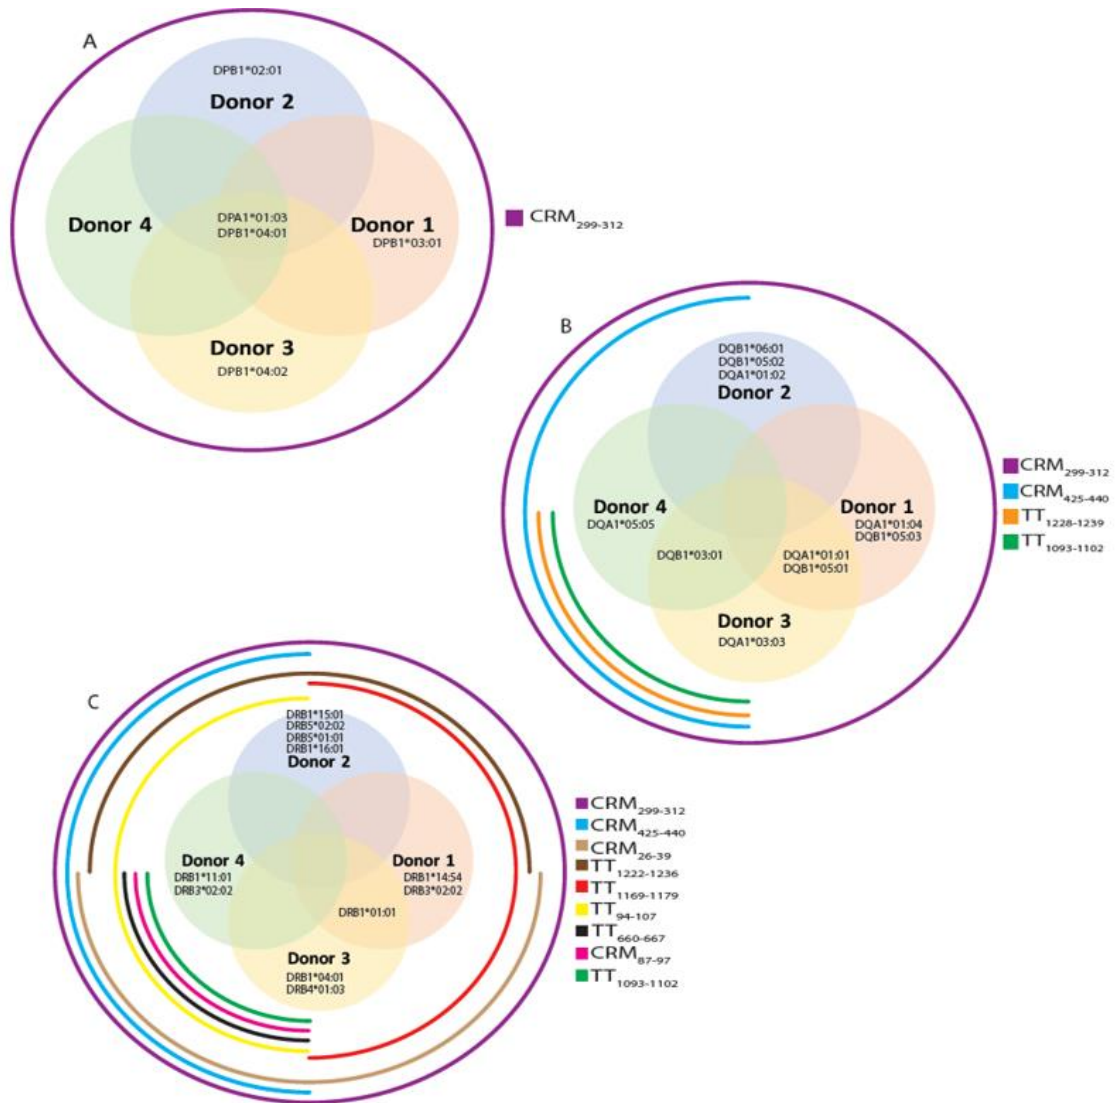 A
DPB1*02:01
Donor 2
Donor 4
DPA1*01:03
DPB1*04:01
Donor 1
DPB1*03:01
Donor 3
DPB1*04:02
CRM299-312
B
DQB1*06:01
DQB1*05:02
DQA1*01:02
Donor 2
Donor 4
DQA1*05:05
Donor 1
DQA1*01:04
DQB1*05:03
DQB1*03:01
DQA1*01:01
DQB1*05:01
Donor 3
DQA1*03:03
CRM299-312
CRM425-440
TT1228-1239
TT1093-1102
C
DRB1*15:01
DRB5*02:02
DRB5*01:01
DRB1*16:01
Donor 2
Donor 4
DRB1*11:01
DRB3*02:02
Donor 1
DRB1*14:54
DRB3*02:02
DRB1*01:01
Donor 3
DRB1*04:01
DRB4*01:03
CRM299-312
CRM425-440
CRM26-39
TT1222-1236
TT1169-1179
TT94-107
TT660-667
CRM87-97
TT1093-1102